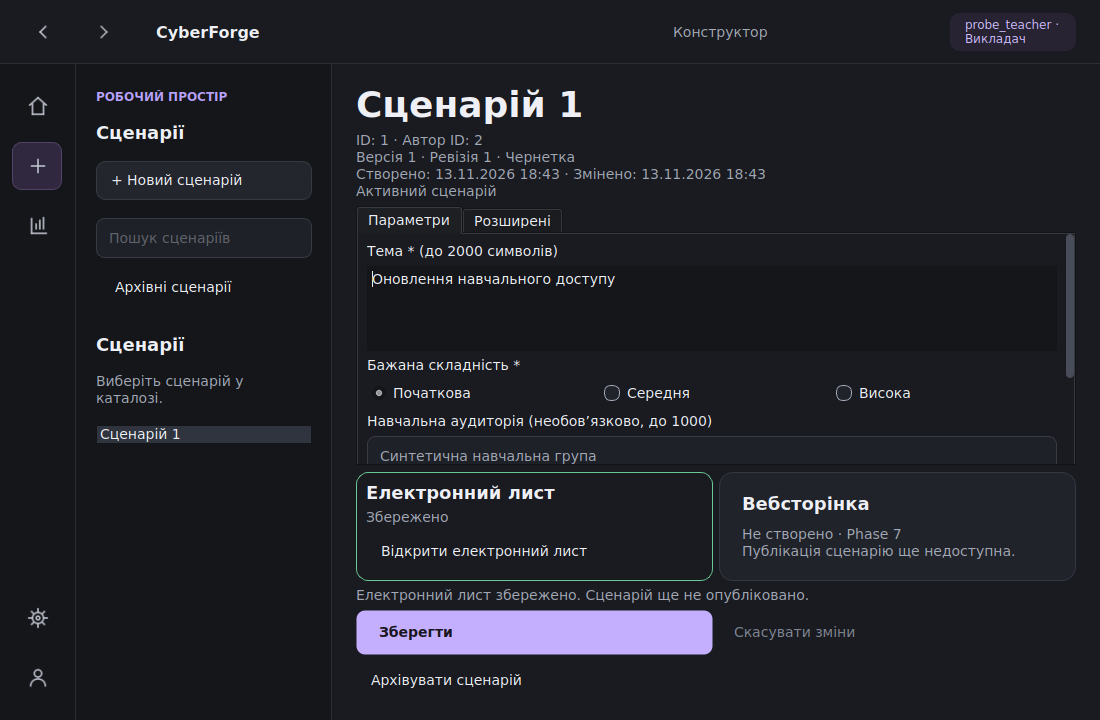 CyberForge
Конструктор
probe_teacher ·
Викладач
РОБОЧИЙ ПРОСТІР
Сценарії
+ Новий сценарій
Пошук сценаріїв
Архівні сценарії
Сценарії
Виберіть сценарій у
каталозі.
Сценарій 1
Сценарій 1
ID: 1 · Автор ID: 2
Версія 1 · Ревізія 1 · Чернетка
Створено: 13.11.2026 18:43 · Змінено: 13.11.2026 18:43
Активний сценарій
Параметри
Розширені
Тема * (до 2000 символів)
Оновлення навчального доступу
Бажана складність *
Початкова
Середня
Висока
Навчальна аудиторія (необов’язково, до 1000)
Синтетична навчальна група
Електронний лист
Збережено
Відкрити електронний лист
Вебсторінка
Не створено · Phase 7
Публікація сценарію ще недоступна.
Електронний лист збережено. Сценарій ще не опубліковано.
Зберегти
Скасувати зміни
Архівувати сценарій